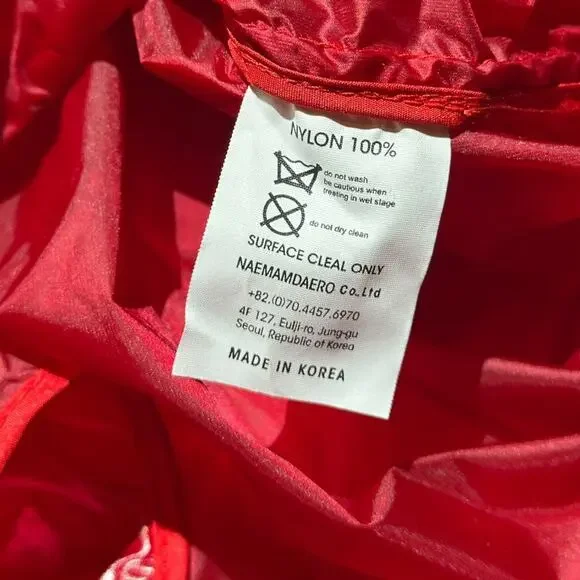 NYLON 100%
do not wash
be cautious when
treating in wet stage
do not dry clean
SURFACE CLEAL ONLY
NAEMAMDAERO Co.Ltd
+82.(0)70.4457.6970
4F 127, Eulji-ro, Jung-gu
Seoul, Republic of Korea
MADE IN KOREA